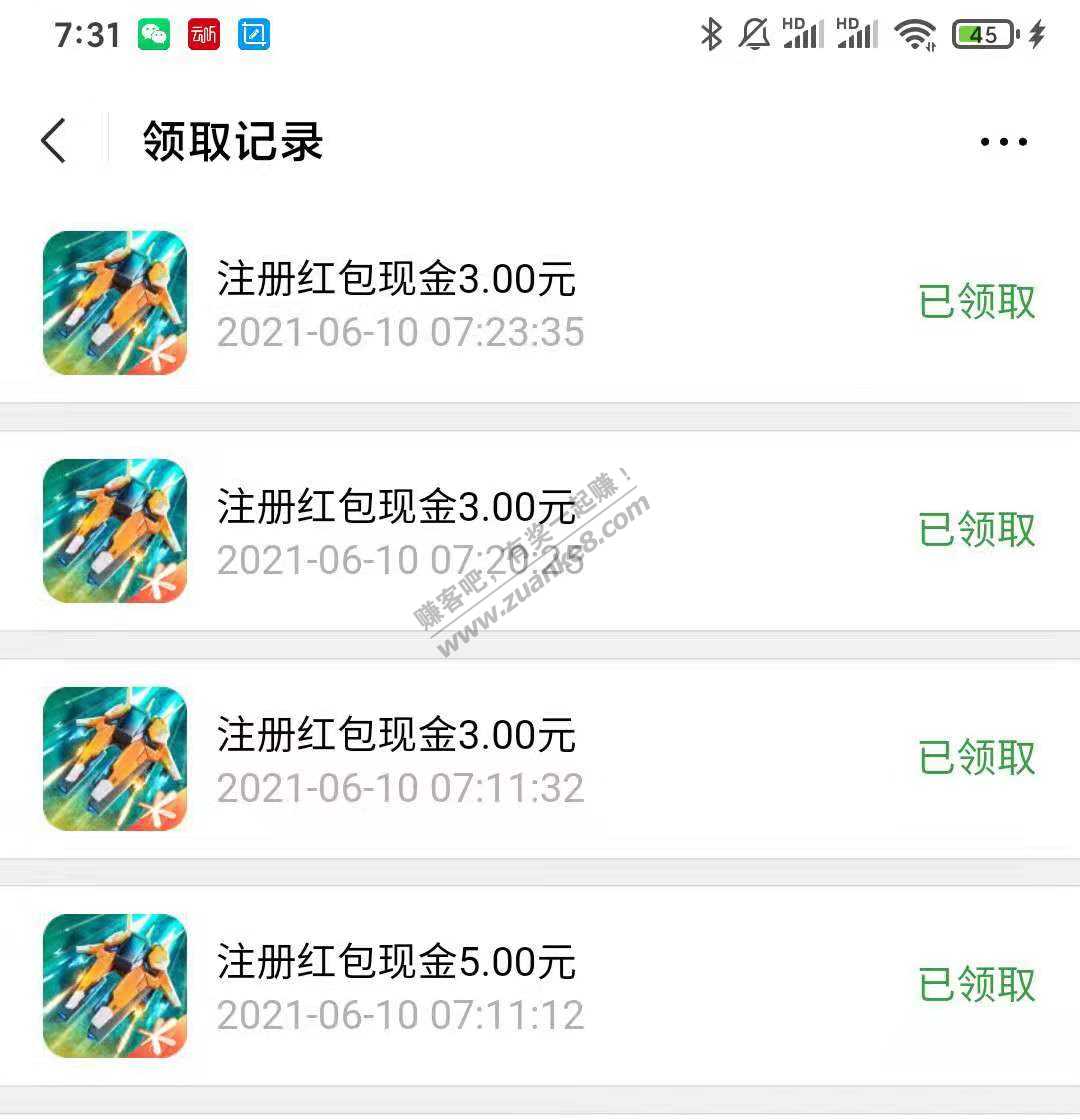 7:31 云听 HD HD 45
领取记录
注册红包现金3.00元
2021-06-10 07:23:35
已领取
注册红包现金3.00元
2021-06-10 07:20:25
已领取
赚客吧，有奖一起赚！
www.zuanke8.com
注册红包现金3.00元
2021-06-10 07:11:32
已领取
注册红包现金5.00元
2021-06-10 07:11:12
已领取